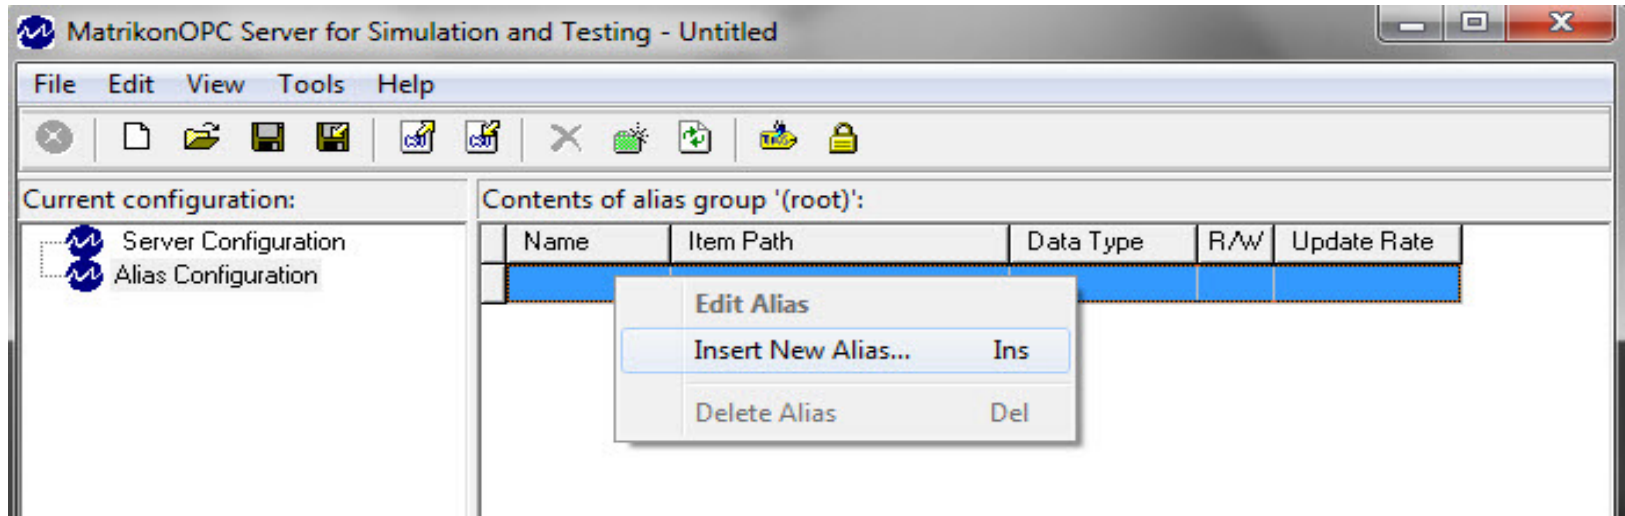 MatrikonOPC Server for Simulation and Testing - Untitled
File Edit View Tools Help
Current configuration:
Contents of alias group '(root)':
Server Configuration
Alias Configuration
Name Item Path Data Type R/W Update Rate
Edit Alias
Insert New Alias... Ins
Delete Alias Del